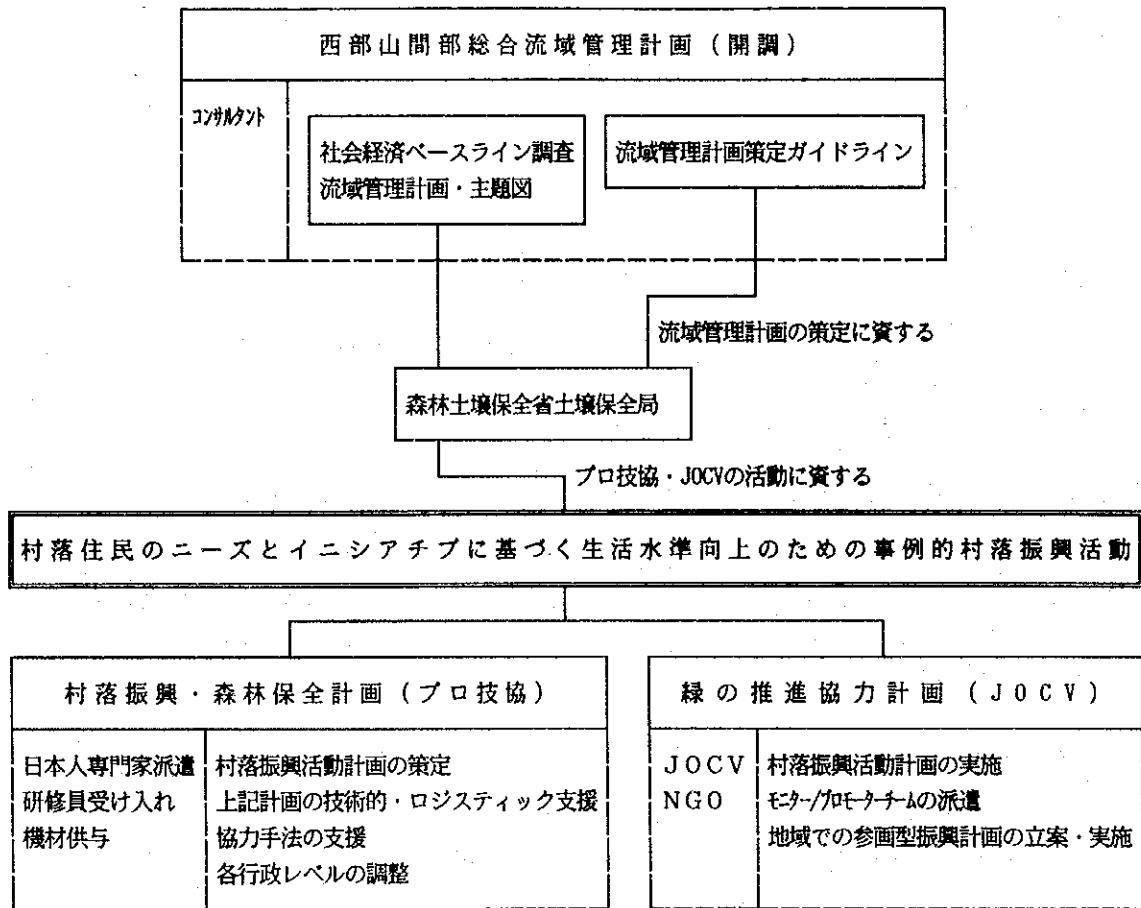 西部山間部総合流域管理計画(開調)
コンサルタント
社会経済ベースライン調査
流域管理計画・主題図
流域管理計画策定ガイドライン
流域管理計画の策定に資する
森林土壌保全省土壌保全局
プロ技協・JOCVの活動に資する
村落住民のニーズとイニシアチブに基づく生活水準向上のための事例的村落振興活動
村落振興・森林保全計画(プロ技協)
日本人専門家派遣
研修員受け入れ
機材供与
村落振興活動計画の策定
上記計画の技術的・ロジスティック支援
協力手法の支援
各行政レベルの調整
緑の推進協力計画(JOCV)
JOCV
NGO
村落振興活動計画の実施
モニター/プロモーターチームの派遣
地域での参画型振興計画の立案・実施